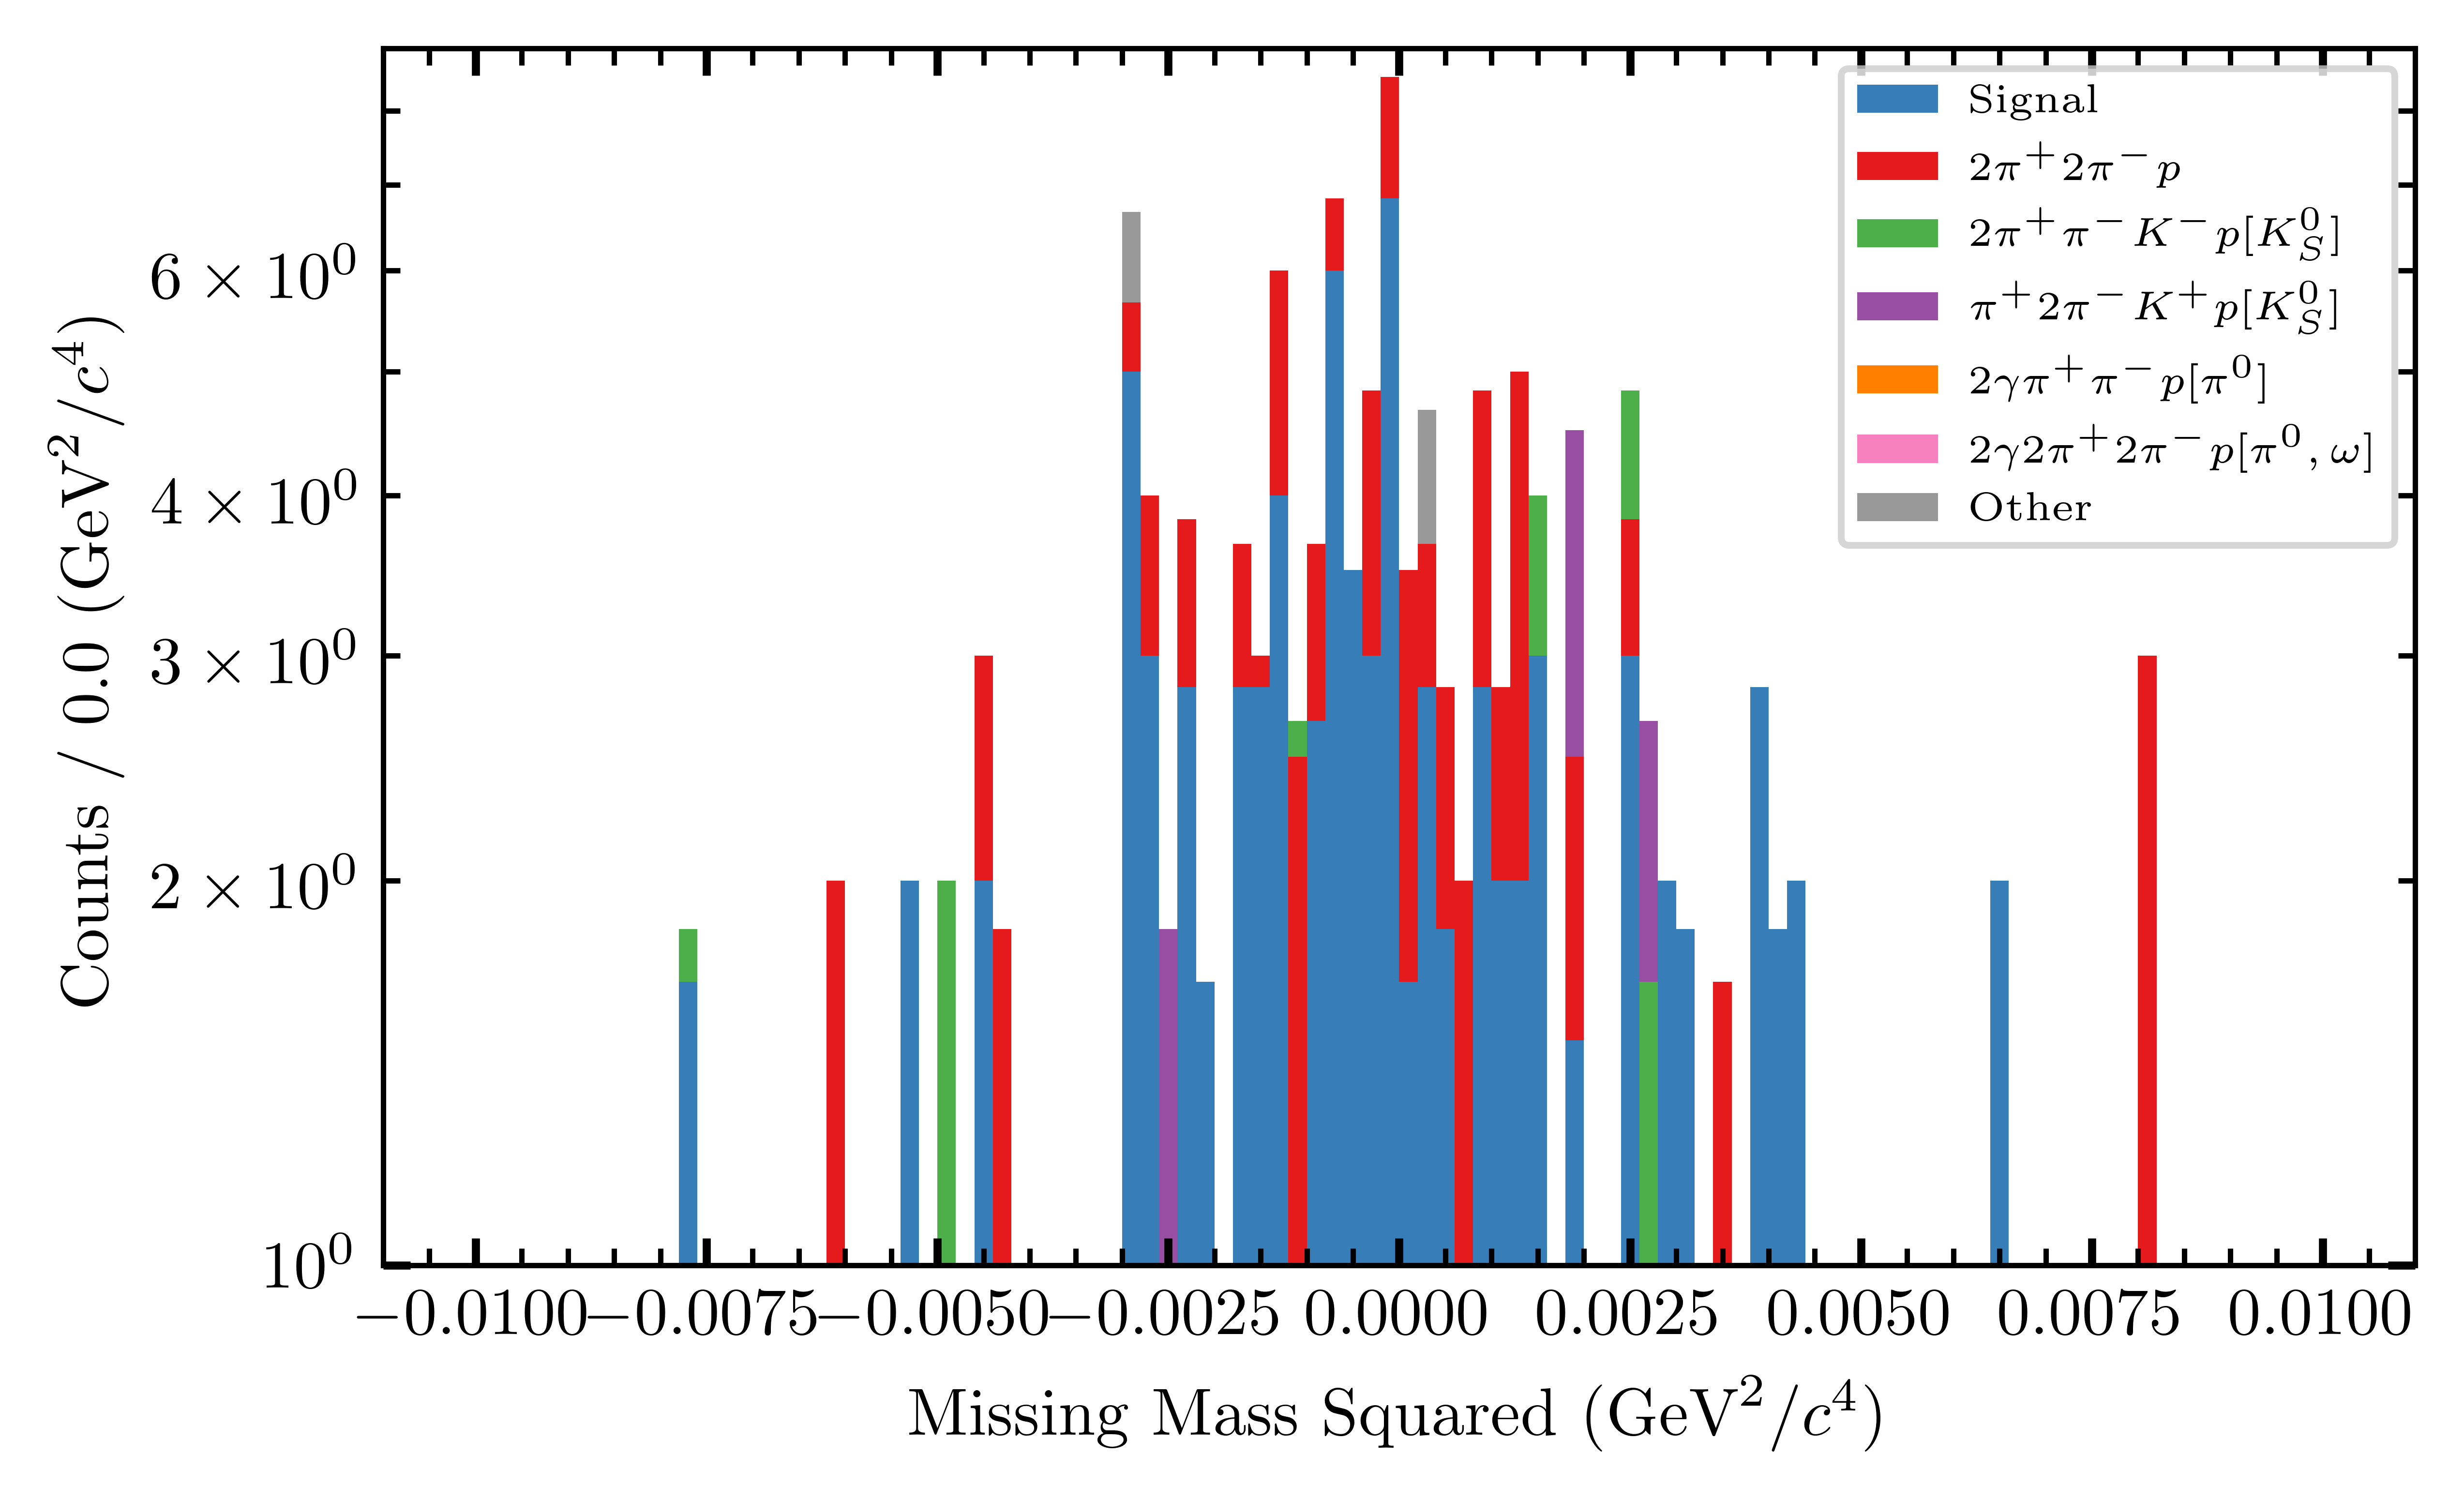 Counts / 0.0 (GeV²/c⁴)
6 × 10⁰
4 × 10⁰
3 × 10⁰
2 × 10⁰
10⁰
Signal
2π⁺2π⁻p
2π⁺π⁻K⁻p[K⁰_S]
π⁺2π⁻K⁺p[K⁰_S]
2γπ⁺π⁻p[π⁰]
2γ2π⁺2π⁻p[π⁰, ω]
Other
−0.0100 −0.0075 −0.0050 −0.0025 0.0000 0.0025 0.0050 0.0075 0.0100
Missing Mass Squared (GeV²/c⁴)